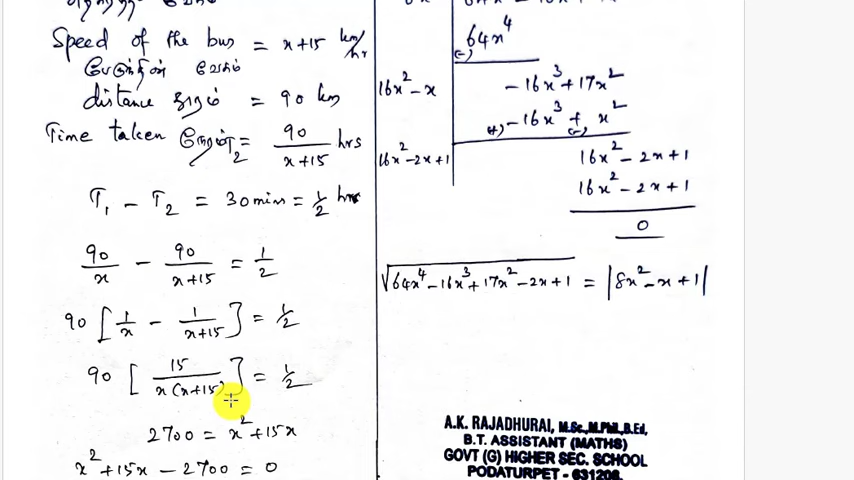 Speed of the bus = x+15 km/hr
பேருந்தின் வேகம்
distance தூரம் = 90 km
Time taken நேரம் T₂ = 90/(x+15) hrs
T₁ − T₂ = 30 min = ½ hr
90/x − 90/(x+15) = 1/2
90 [1/x − 1/(x+15)] = 1/2
90 [15/(x(x+15))] = 1/2
2700 = x²+15x
x²+15x − 2700 = 0
64x⁴
(−)
16x²−x
−16x³+17x²
(+) −16x³ + x²
(−)
16x²−2x+1
16x²−2x+1
16x²−2x+1
0
√(64x⁴−16x³+17x²−2x+1) = |8x²−x+1|
A.K. RAJADHURAI, M.Sc.,M.Phil.,B.Ed,
B.T. ASSISTANT (MATHS)
GOVT (G) HIGHER SEC. SCHOOL
PODATURPET - 631208.